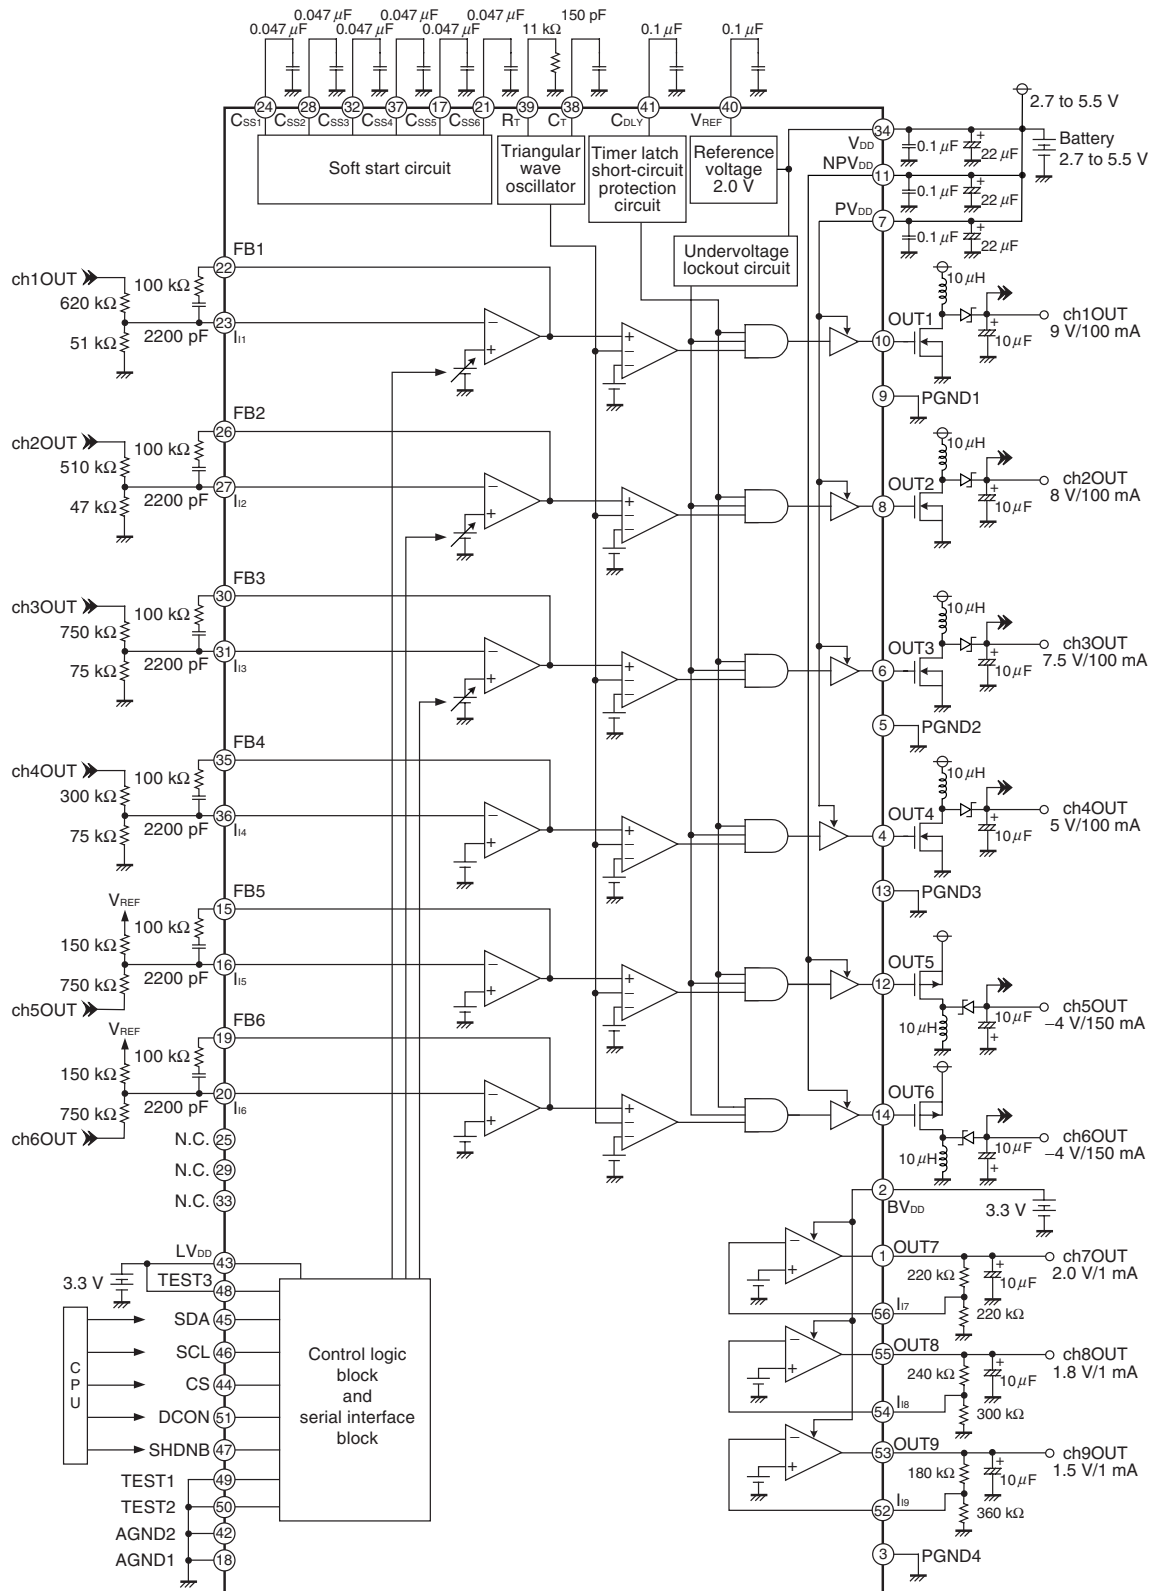 0.047 μF 0.047 μF 0.047 μF 150 pF
0.047 μF 0.047 μF 0.047 μF 11 kΩ 0.1 μF 0.1 μF
24 28 32 37 17 21 39 38 41 40
CSS1 CSS2 CSS3 CSS4 CSS5 CSS6 RT CT CDLY VREF
Soft start circuit
Triangular
wave
oscillator
Timer latch
short-circuit
protection
circuit
Reference
voltage
2.0 V
Undervoltage
lockout circuit
2.7 to 5.5 V
34
VDD
0.1 μF
22 μF
Battery
2.7 to 5.5 V
NPVDD
11
0.1 μF
22 μF
PVDD
7
0.1 μF
22 μF
FB1
22
ch1OUT
100 kΩ
620 kΩ
2200 pF
23
II1
51 kΩ
− + + − −
OUT1
10
10 μH
10 μF
ch1OUT
9 V/100 mA
9
PGND1
FB2
26
ch2OUT
100 kΩ
510 kΩ
2200 pF
27
II2
47 kΩ
− + + − −
OUT2
8
10 μH
10 μF
ch2OUT
8 V/100 mA
FB3
30
ch3OUT
100 kΩ
750 kΩ
2200 pF
31
II3
75 kΩ
− + + − −
OUT3
6
10 μH
10 μF
ch3OUT
7.5 V/100 mA
5
PGND2
FB4
35
ch4OUT
100 kΩ
300 kΩ
2200 pF
36
II4
75 kΩ
− + + − −
OUT4
4
10 μH
10 μF
ch4OUT
5 V/100 mA
13
PGND3
FB5
15
VREF
100 kΩ
150 kΩ
2200 pF
16
II5
750 kΩ
ch5OUT
− + + − −
OUT5
12
10 μH
10 μF
ch5OUT
−4 V/150 mA
FB6
19
VREF
100 kΩ
150 kΩ
2200 pF
20
II6
750 kΩ
ch6OUT
− + + − −
OUT6
14
10 μH
10 μF
ch6OUT
−4 V/150 mA
N.C. 25
N.C. 29
N.C. 33
2
BVDD
3.3 V
LVDD 43
3.3 V
TEST3 48
CPU
SDA 45
SCL 46
CS 44
DCON 51
SHDNB 47
TEST1 49
TEST2 50
AGND2 42
AGND1 18
Control logic
block
and
serial interface
block
− +
1 OUT7
220 kΩ
10 μF
ch7OUT
2.0 V/1 mA
56 II7
220 kΩ
− +
55 OUT8
240 kΩ
10 μF
ch8OUT
1.8 V/1 mA
54 II8
300 kΩ
− +
53 OUT9
180 kΩ
10 μF
ch9OUT
1.5 V/1 mA
52 II9
360 kΩ
3 PGND4